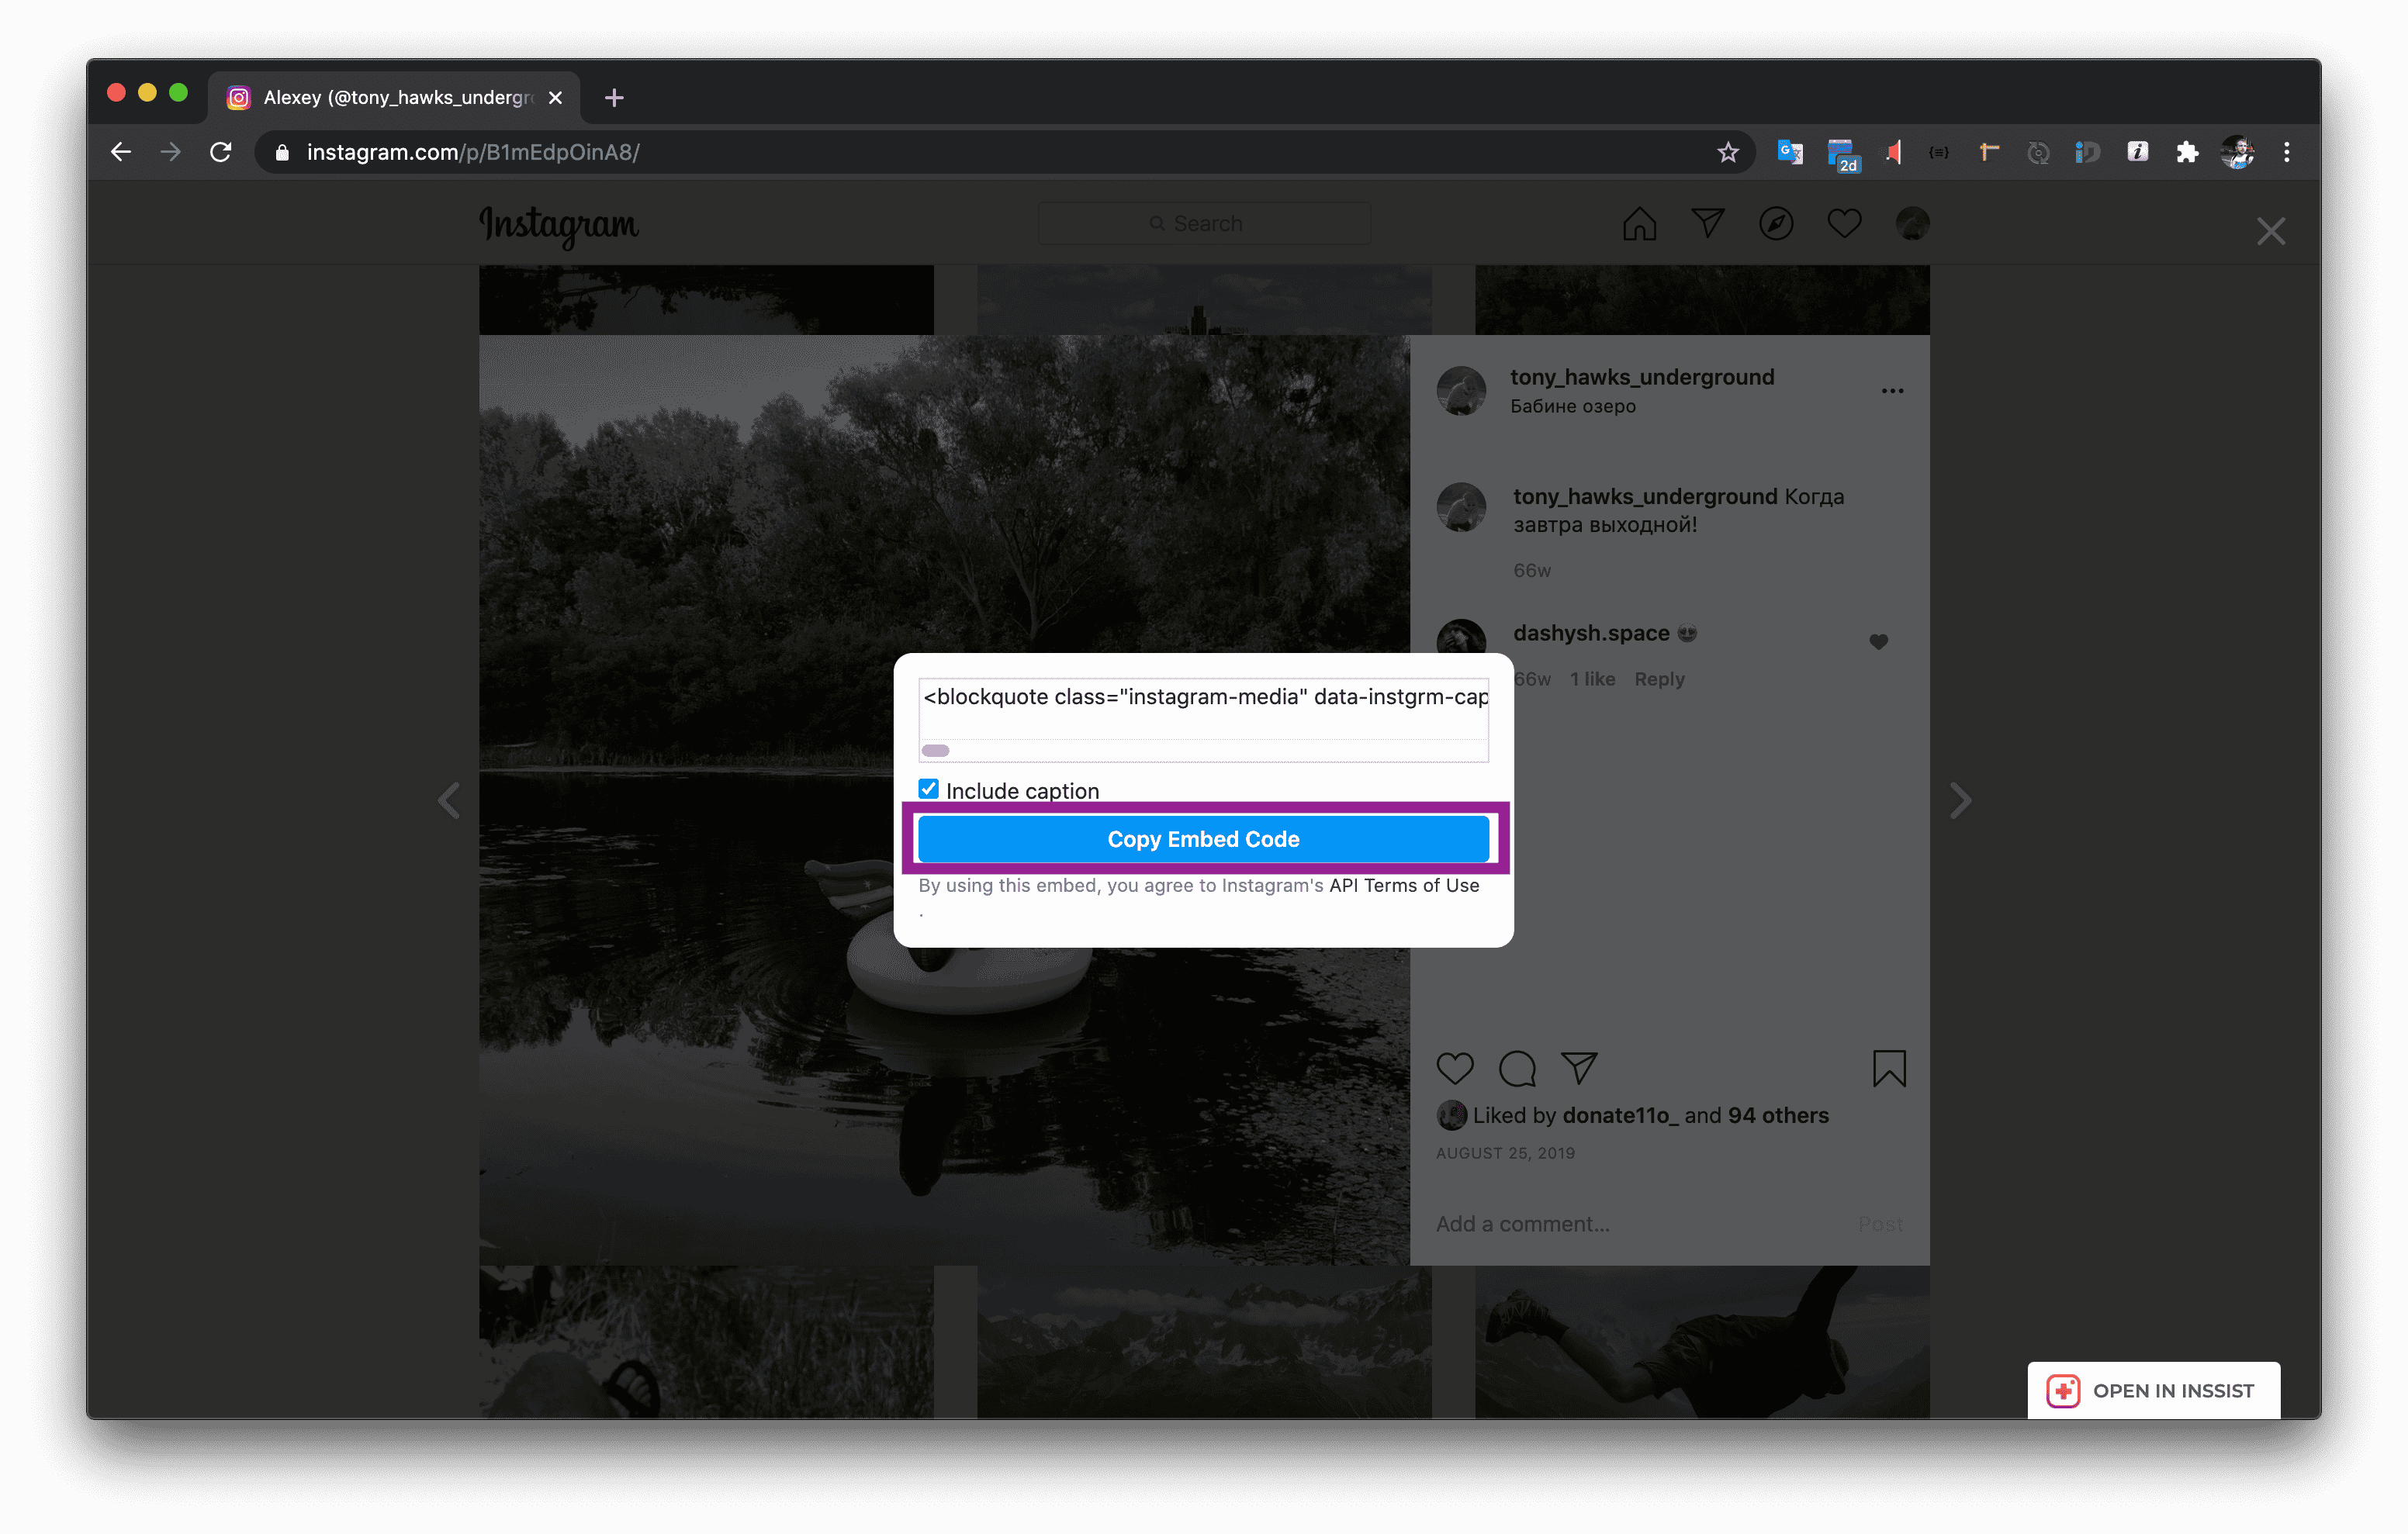 Alexey (@tony_hawks_undergr
instagram.com/p/B1mEdpOinA8/
2d
Instagram
Search
tony_hawks_underground
Бабине озеро
tony_hawks_underground Когда
завтра выходной!
66w
dashysh.space 😍
66w 1 like Reply
<blockquote class="instagram-media" data-instgrm-cap
Include caption
Copy Embed Code
By using this embed, you agree to Instagram's API Terms of Use
.
Liked by donate11o_ and 94 others
AUGUST 25, 2019
Add a comment...
Post
OPEN IN INSSIST